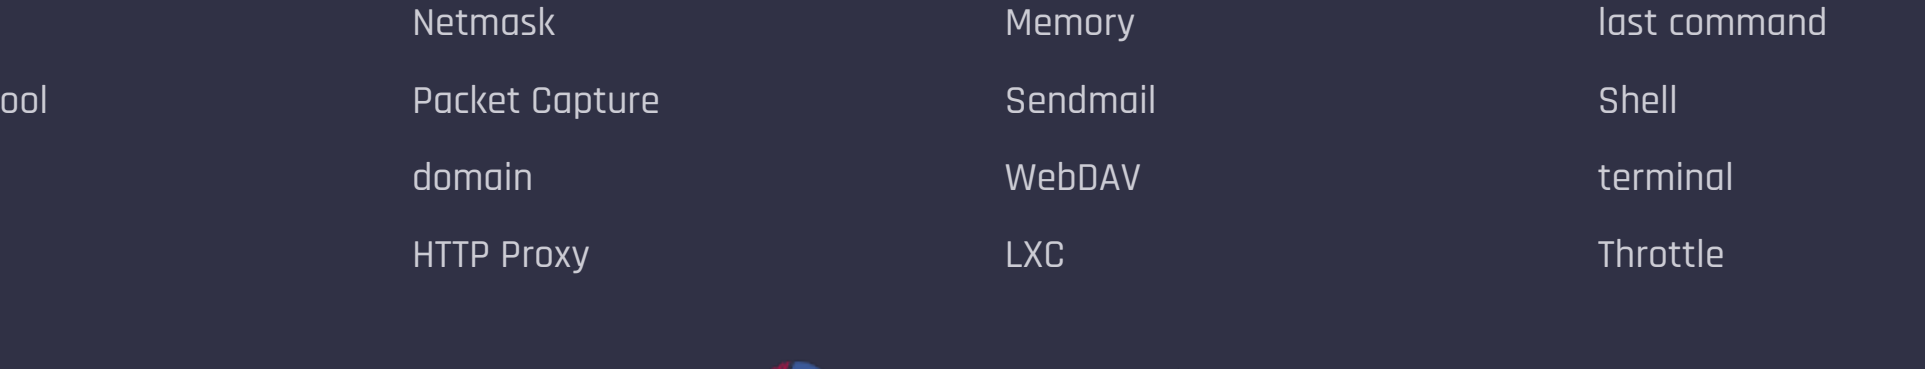 Netmask Memory last command
ool Packet Capture Sendmail Shell
domain WebDAV terminal
HTTP Proxy LXC Throttle